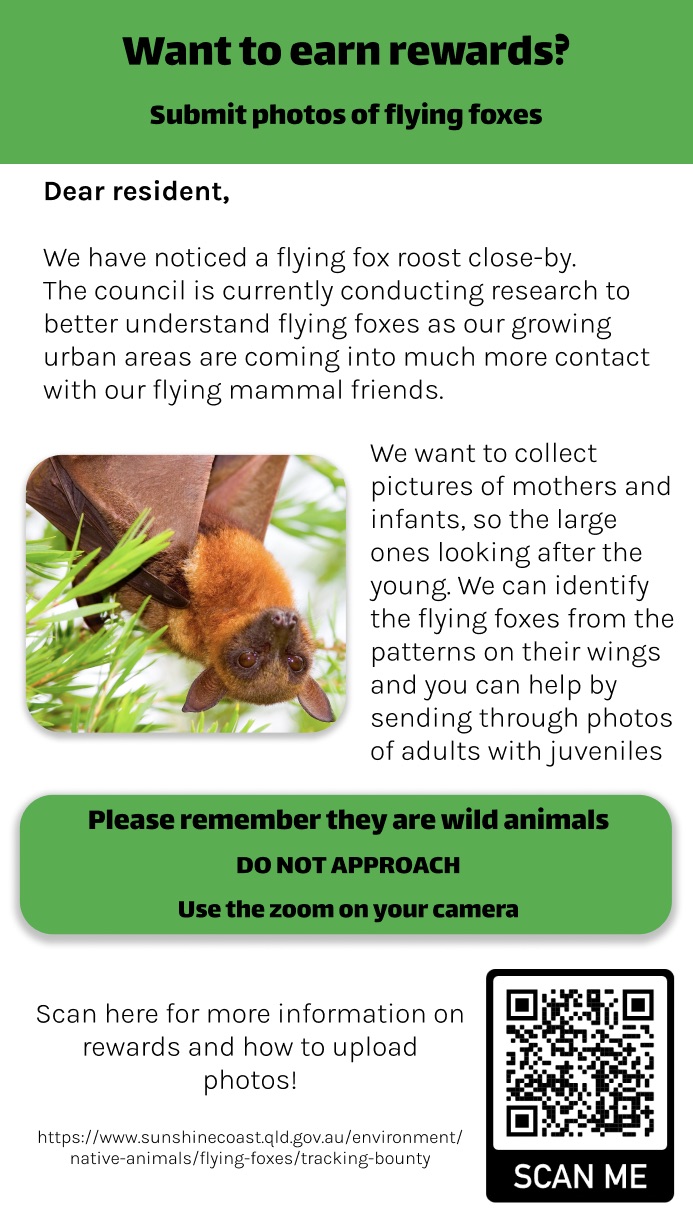 Want to earn rewards?
Submit photos of flying foxes
Dear resident,
We have noticed a flying fox roost close-by.
The council is currently conducting research to
better understand flying foxes as our growing
urban areas are coming into much more contact
with our flying mammal friends.
We want to collect
pictures of mothers and
infants, so the large
ones looking after the
young. We can identify
the flying foxes from the
patterns on their wings
and you can help by
sending through photos
of adults with juveniles
Please remember they are wild animals
DO NOT APPROACH
Use the zoom on your camera
Scan here for more information on
rewards and how to upload
photos!
https://www.sunshinecoast.qld.gov.au/environment/
native-animals/flying-foxes/tracking-bounty
SCAN ME